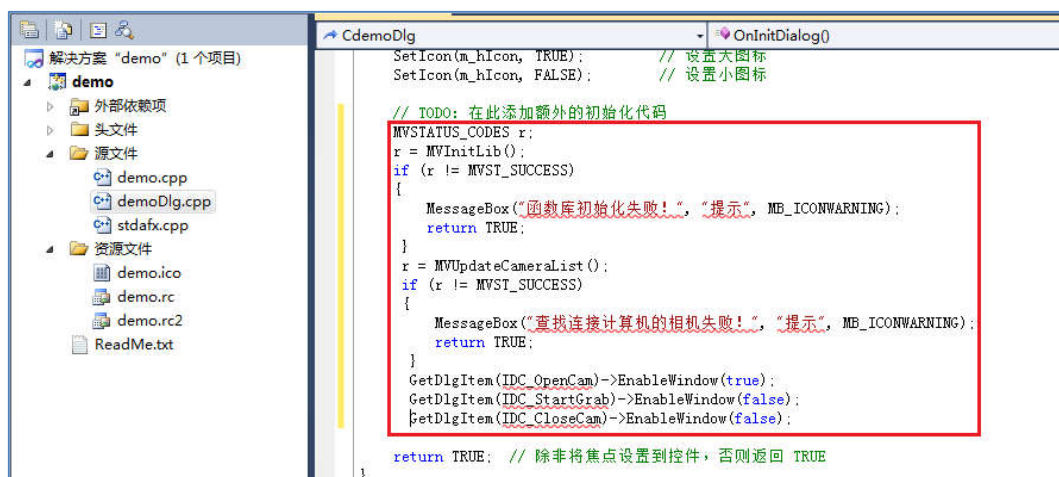 解决方案 “demo” (1 个项目)
demo
外部依赖项
头文件
源文件
demo.cpp
demoDlg.cpp
stdafx.cpp
资源文件
demo.ico
demo.rc
demo.rc2
ReadMe.txt
CdemoDlg
OnInitDialog()
SetIcon(m_hIcon, TRUE); // 设置大图标
SetIcon(m_hIcon, FALSE); // 设置小图标
// TODO: 在此添加额外的初始化代码
MVSTATUS_CODES r;
r = MVInitLib();
if (r != MVST_SUCCESS)
{
MessageBox("函数库初始化失败！", "提示", MB_ICONWARNING);
return TRUE;
}
r = MVUpdateCameraList();
if (r != MVST_SUCCESS)
{
MessageBox("查找连接计算机的相机失败！", "提示", MB_ICONWARNING);
return TRUE;
}
GetDlgItem(IDC_OpenCam)->EnableWindow(true);
GetDlgItem(IDC_StartGrab)->EnableWindow(false);
GetDlgItem(IDC_CloseCam)->EnableWindow(false);
return TRUE; // 除非将焦点设置到控件，否则返回 TRUE
}